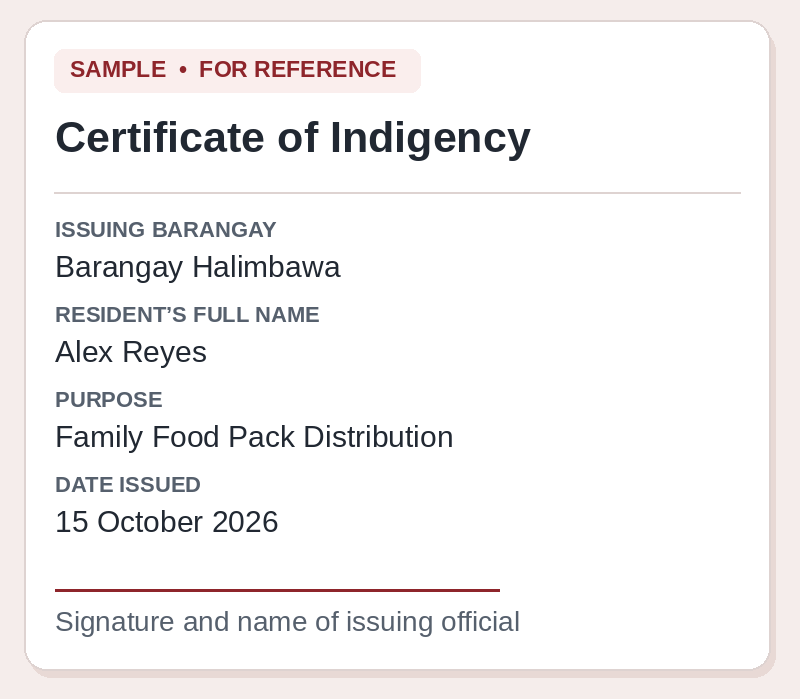 SAMPLE • FOR REFERENCE
Certificate of Indigency
ISSUING BARANGAY
Barangay Halimbawa
RESIDENT’S FULL NAME
Alex Reyes
PURPOSE
Family Food Pack Distribution
DATE ISSUED
15 October 2026
Signature and name of issuing official